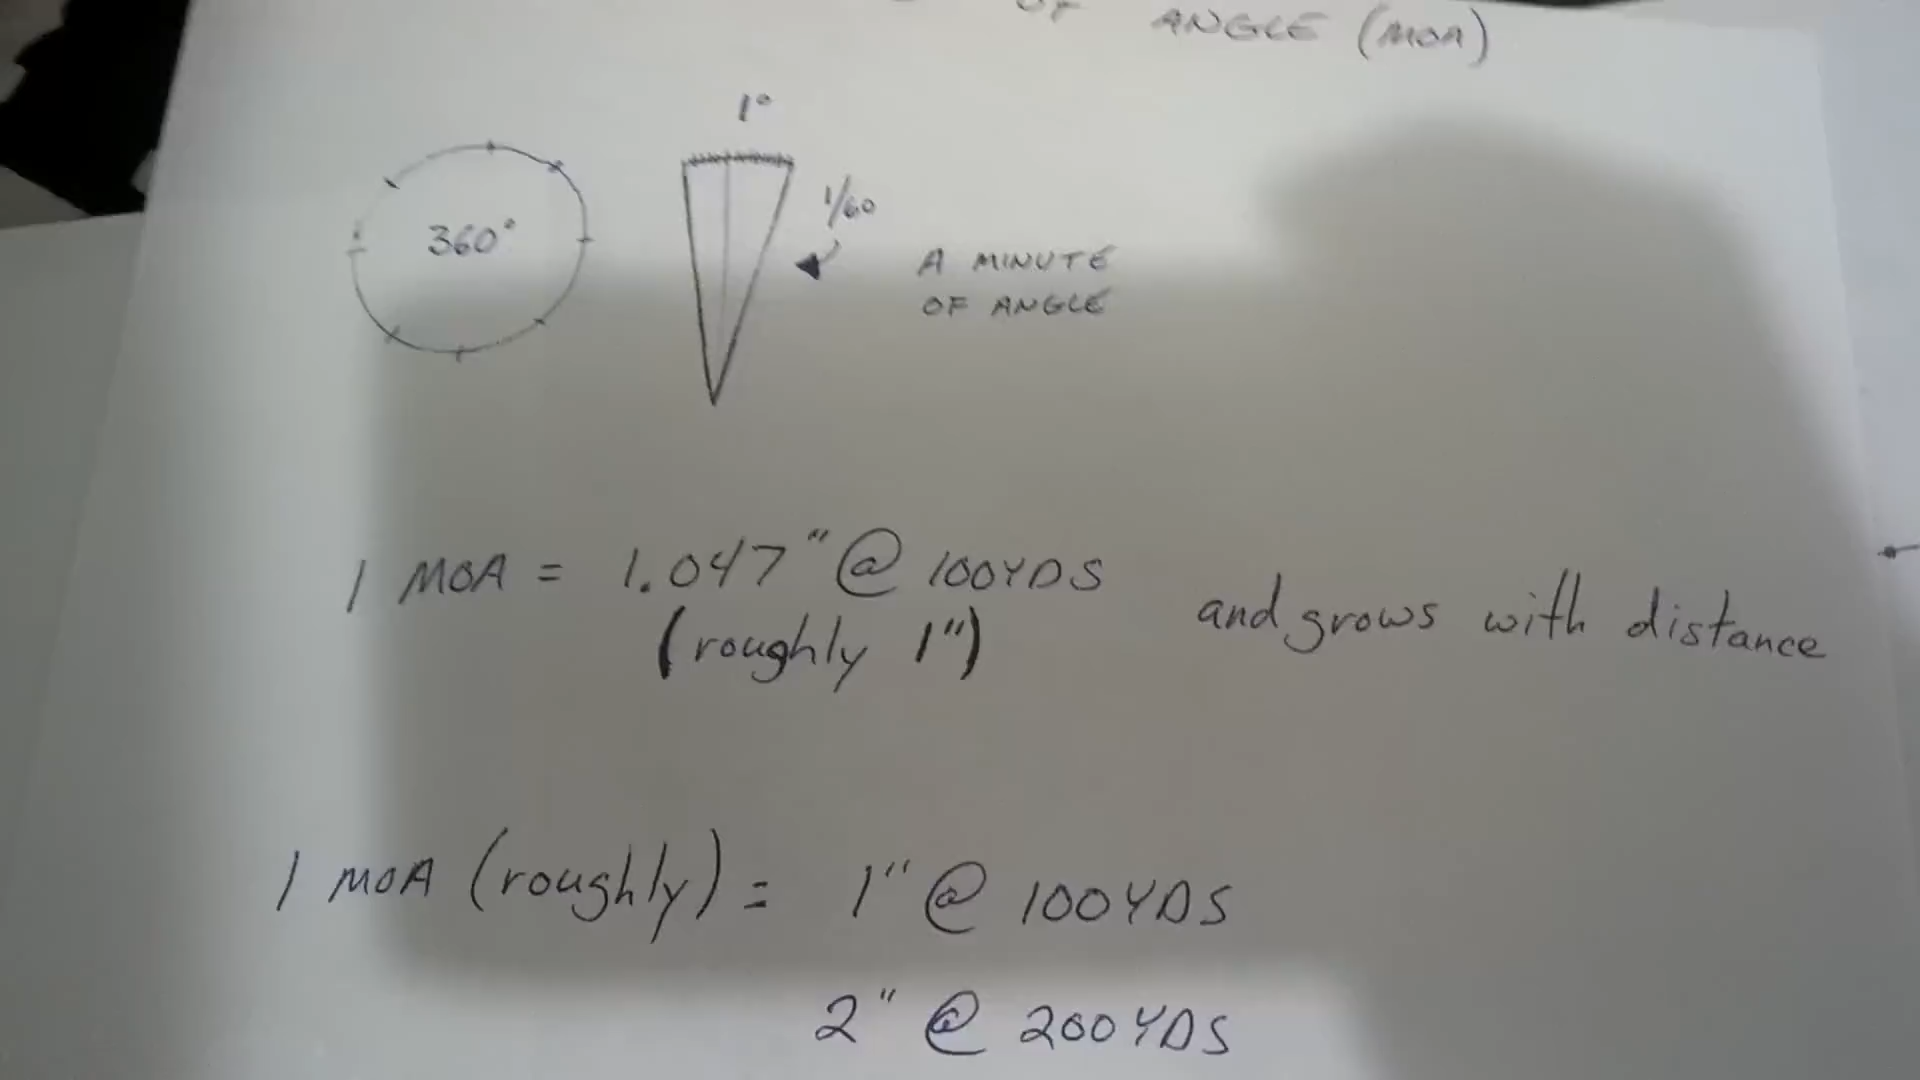 OF ANGLE (MOA)
1°
360°
1/60
A MINUTE
OF ANGLE
1 MOA = 1.047" @ 100YDS
(roughly 1")
and grows with distance
1 MOA (roughly) = 1" @ 100YDS
2" @ 200YDS